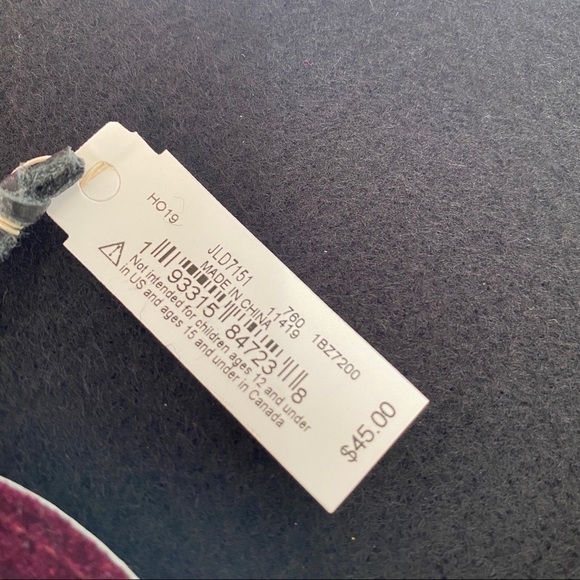 HO19
JLD7151 760 1BZ7200
MADE IN CHINA 11419
1 93315 84723 8
Not intended for children ages 12 and under
in US and ages 15 and under in Canada
$45.00